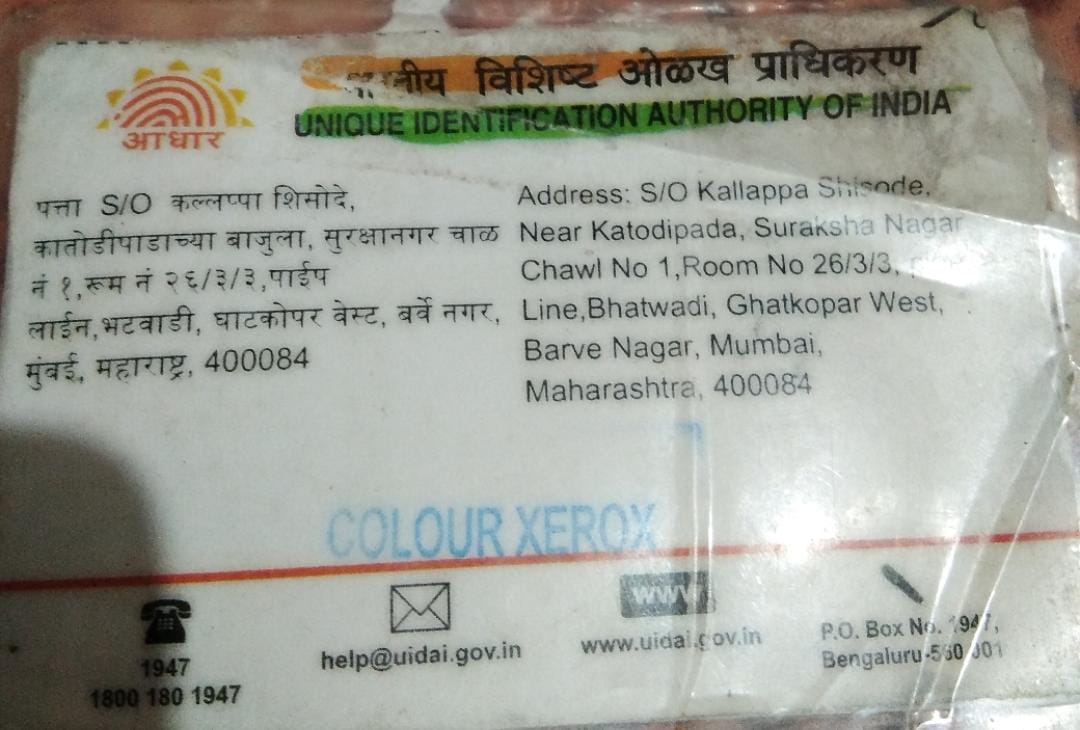 आधार
विशिष्ट ओळख प्राधिकरण
UNIQUE IDENTIFICATION AUTHORITY OF INDIA
पत्ता S/O कल्लप्पा शिसोदे,
कातोडीपाडाच्या बाजुला, सुरक्षानगर चाळ
नं १,रूम नं २६/३/३,पाईप
लाईन,भटवाडी, घाटकोपर वेस्ट, बर्वे नगर,
मुंबई, महाराष्ट्र, 400084
Address: S/O Kallappa Shisode,
Near Katodipada, Suraksha Nagar
Chawl No 1,Room No 26/3/3,
Line,Bhatwadi, Ghatkopar West,
Barve Nagar, Mumbai,
Maharashtra, 400084
COLOUR XEROX
1947
1800 180 1947
help@uidai.gov.in
www
www.uidai.gov.in
P.O. Box No. 1947,
Bengaluru-560 001